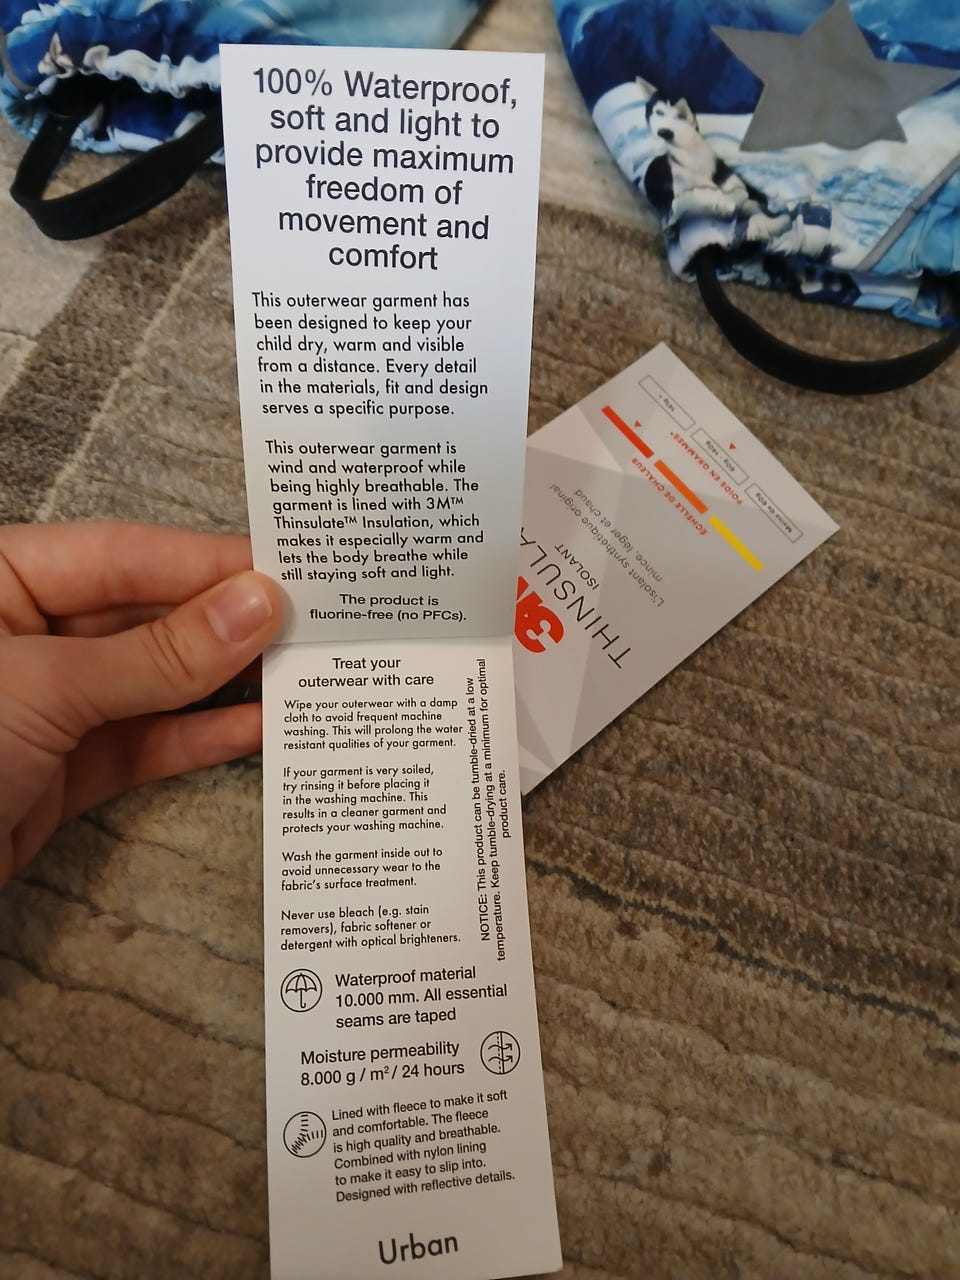 100% Waterproof,
soft and light to
provide maximum
freedom of
movement and
comfort
This outerwear garment has
been designed to keep your
child dry, warm and visible
from a distance. Every detail
in the materials, fit and design
serves a specific purpose.
This outerwear garment is
wind and waterproof while
being highly breathable. The
garment is lined with 3M™
Thinsulate™ Insulation, which
makes it especially warm and
lets the body breathe while
still staying soft and light.
The product is
fluorine-free (no PFCs).
Treat your
outerwear with care
Wipe your outerwear with a damp
cloth to avoid frequent machine
washing. This will prolong the water
resistant qualities of your garment.
If your garment is very soiled,
try rinsing it before placing it
in the washing machine. This
results in a cleaner garment and
protects your washing machine.
Wash the garment inside out to
avoid unnecessary wear to the
fabric's surface treatment.
Never use bleach (e.g. stain
removers), fabric softener or
detergent with optical brighteners.
NOTICE: This product can be tumble-dried at a low
temperature. Keep tumble-drying at a minimum for optimal
product care.
Waterproof material
10.000 mm. All essential
seams are taped
Moisture permeability
8.000 g / m²/ 24 hours
Lined with fleece to make it soft
and comfortable. The fleece
is high quality and breathable.
Combined with nylon lining
to make it easy to slip into.
Designed with reflective details.
Urban
THINSULA
ISOLANT
L'isolant synthétique original
mince, léger et chaud
ÉCHELLE DE CHALEUR
POIDS EN GRAMMES*
Moins de 80g
80g - 140g
141g +